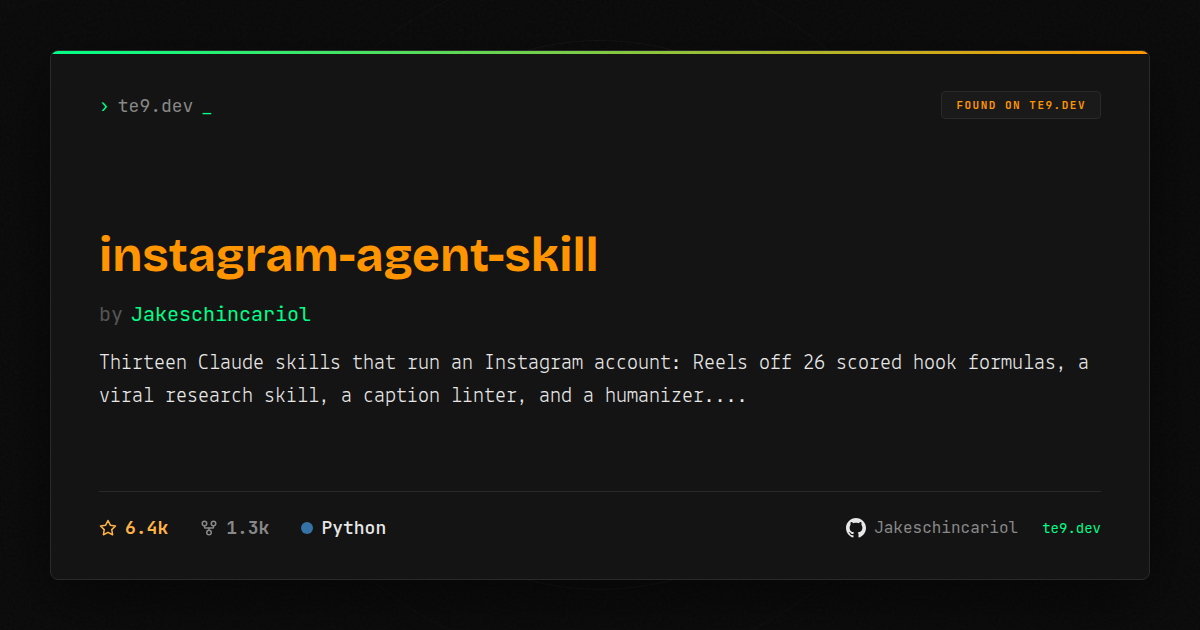 › te9.dev _
FOUND ON TE9.DEV
instagram-agent-skill
by Jakeschincariol
Thirteen Claude skills that run an Instagram account: Reels off 26 scored hook formulas, a
viral research skill, a caption linter, and a humanizer....
6.4k 1.3k Python
Jakeschincariol te9.dev